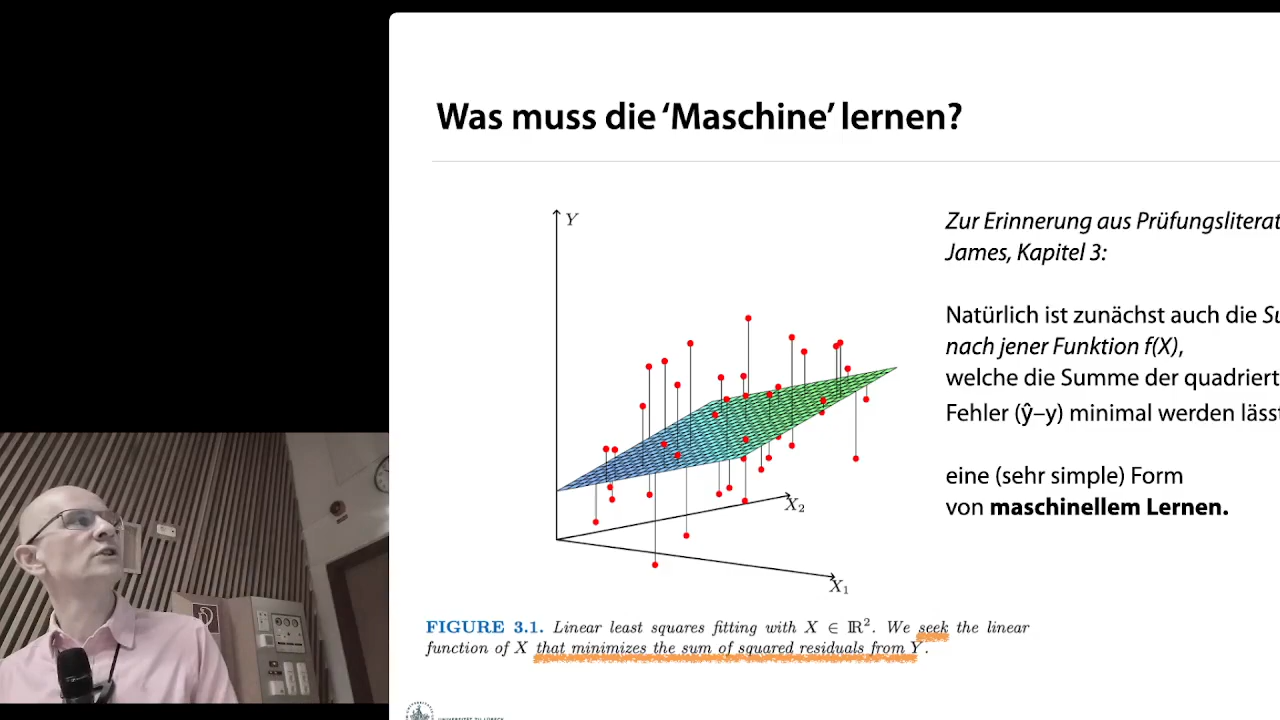 Was muss die ‘Maschine’ lernen?
Y
X2
X1
Zur Erinnerung aus Prüfungsliterat
James, Kapitel 3:
Natürlich ist zunächst auch die Su
nach jener Funktion f(X),
welche die Summe der quadriert
Fehler (ŷ–y) minimal werden lässt
eine (sehr simple) Form
von maschinellem Lernen.
FIGURE 3.1. Linear least squares fitting with X ∈ ℝ². We seek the linear
function of X that minimizes the sum of squared residuals from Y.
UNIVERSITÄT ZU LÜBECK